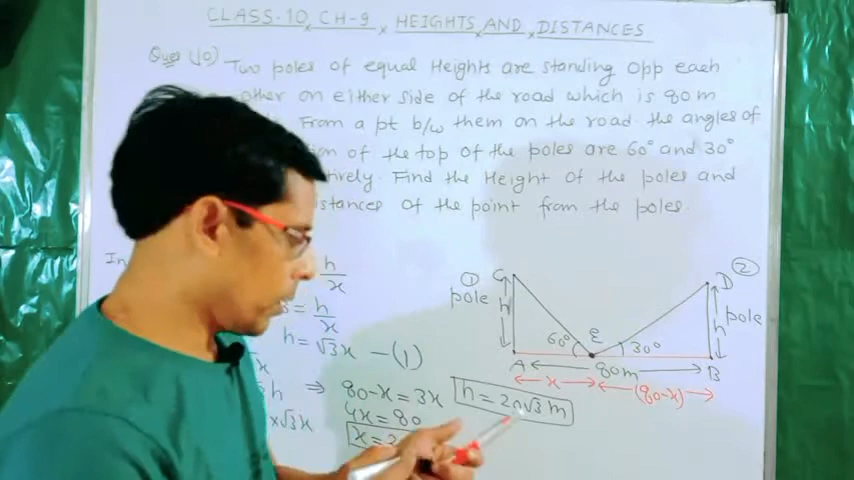 CLASS-10, CH-9 HEIGHTS AND DISTANCES
Ques (10) Two poles of equal Heights are standing opp each
other on either side of the road which is 80 m
From a pt b/w them on the road. the angles of
of the top of the poles are 60° and 30°
Find the Height of the poles and
of the point from the poles.
In
h/x
= h/x
h = √3x - (1)
h ⇒ 80-x = 3x
x√3x
4x = 80
h = 20√3 m
C
① pole
h
60°
E
30°
D
②
pole
h
A
80m
B
x
(80-x)